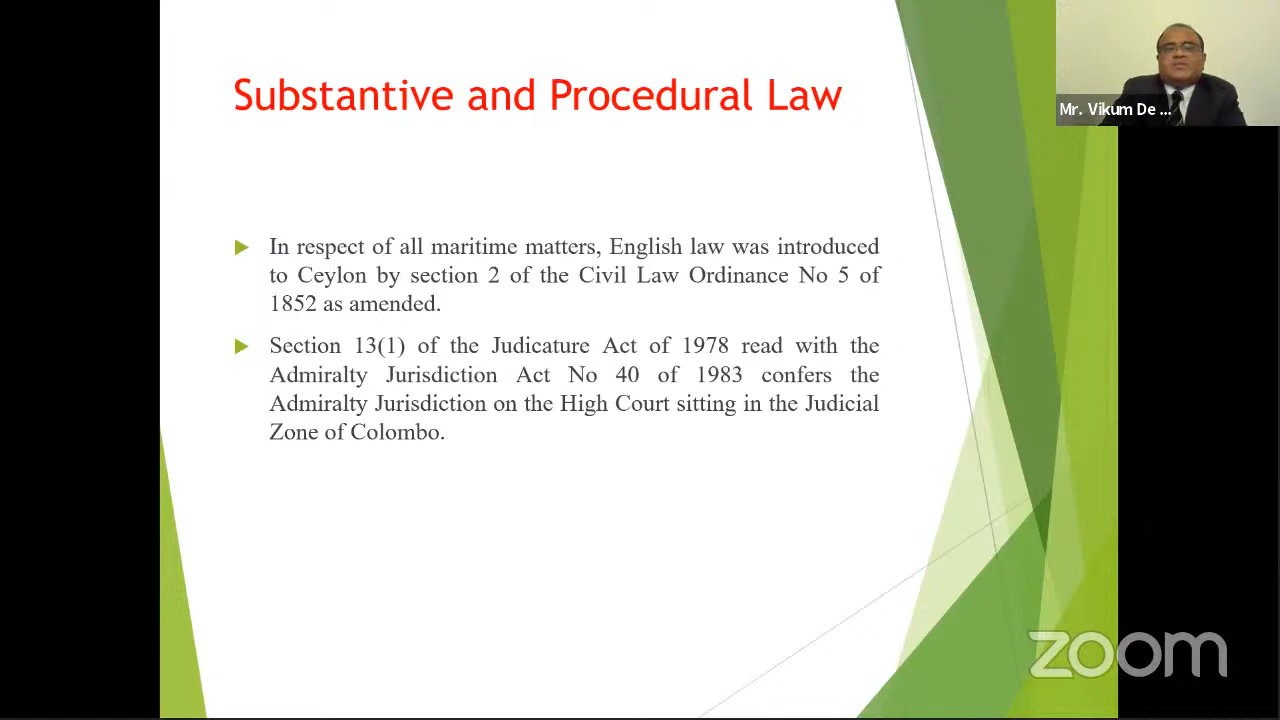 Substantive and Procedural Law
Mr. Vikum De ...
In respect of all maritime matters, English law was introduced
to Ceylon by section 2 of the Civil Law Ordinance No 5 of
1852 as amended.
Section 13(1) of the Judicature Act of 1978 read with the
Admiralty Jurisdiction Act No 40 of 1983 confers the
Admiralty Jurisdiction on the High Court sitting in the Judicial
Zone of Colombo.
zoom